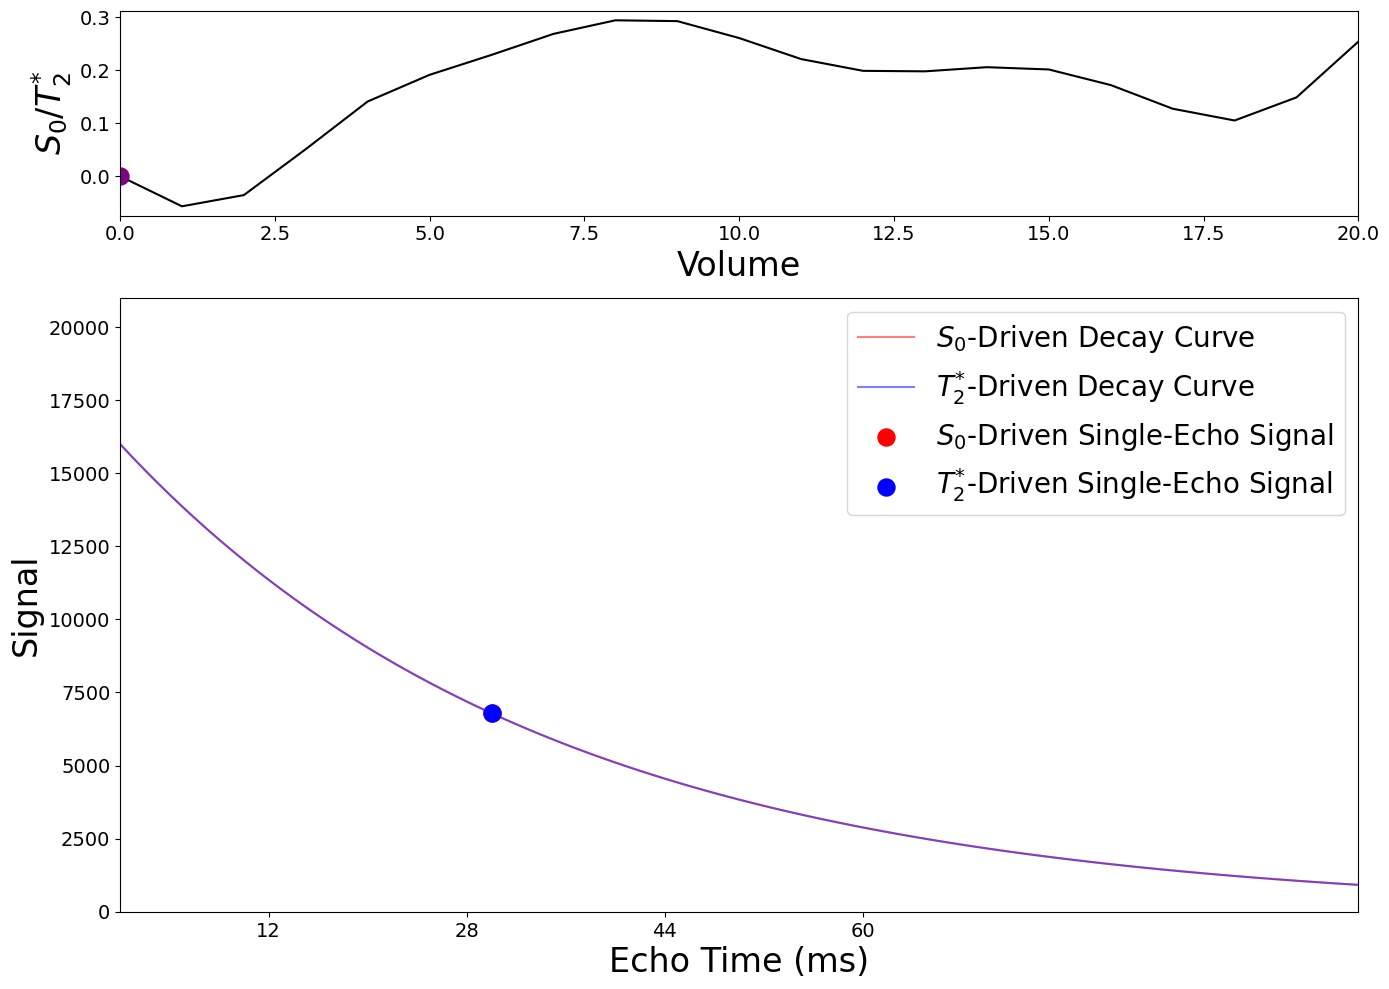 0.3
0.2
0.1
0.0
S₀/T₂*
0.0 2.5 5.0 7.5 10.0 12.5 15.0 17.5 20.0
Volume
20000
17500
15000
12500
10000
7500
5000
2500
0
Signal
S₀-Driven Decay Curve
T₂*-Driven Decay Curve
S₀-Driven Single-Echo Signal
T₂*-Driven Single-Echo Signal
12 28 44 60
Echo Time (ms)